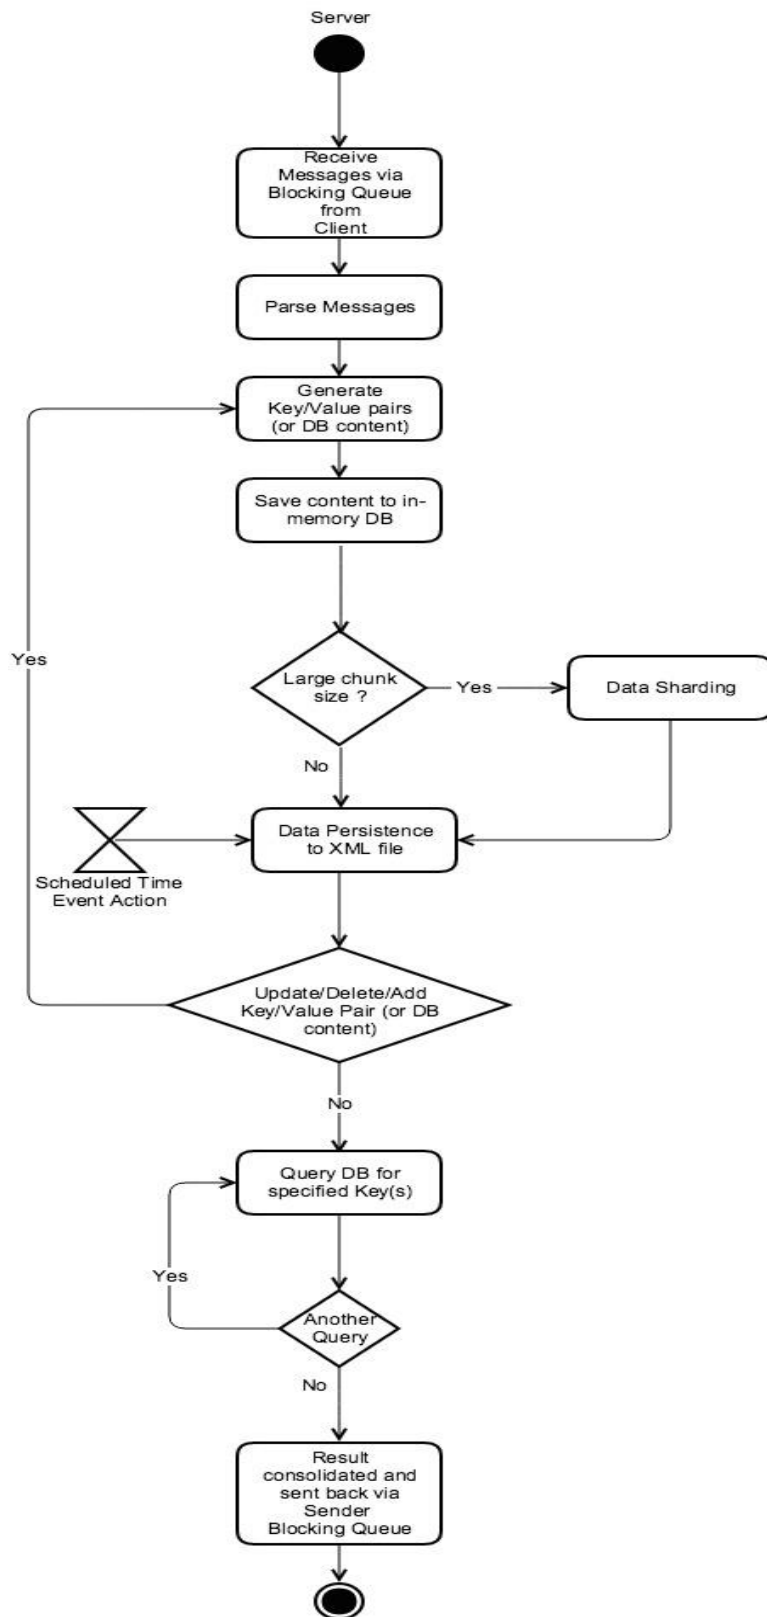 Server
Receive
Messages via
Blocking Queue
from
Client
Parse Messages
Generate
Key/Value pairs
(or DB content)
Save content to in-
memory DB
Yes
Large chunk
size ?
Yes
Data Sharding
No
Data Persistence
to XML file
Scheduled Time
Event Action
Update/Delete/Add
Key/Value Pair (or DB
content)
No
Query DB for
specified Key(s)
Yes
Another
Query
No
Result
consolidated and
sent back via
Sender
Blocking Queue